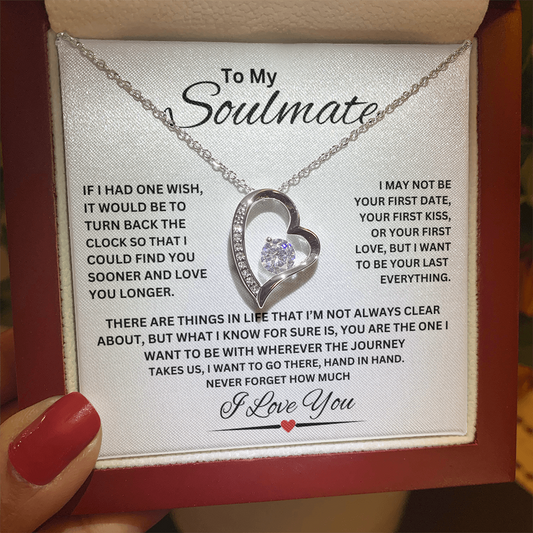 To My
Soulmate
IF I HAD ONE WISH,
IT WOULD BE TO
TURN BACK THE
CLOCK SO THAT I
COULD FIND YOU
SOONER AND LOVE
YOU LONGER.
I MAY NOT BE
YOUR FIRST DATE,
YOUR FIRST KISS,
OR YOUR FIRST
LOVE, BUT I WANT
TO BE YOUR LAST
EVERYTHING.
THERE ARE THINGS IN LIFE THAT I'M NOT ALWAYS CLEAR
ABOUT, BUT WHAT I KNOW FOR SURE IS, YOU ARE THE ONE I
WANT TO BE WITH WHEREVER THE JOURNEY
TAKES US, I WANT TO GO THERE, HAND IN HAND.
NEVER FORGET HOW MUCH
I Love You